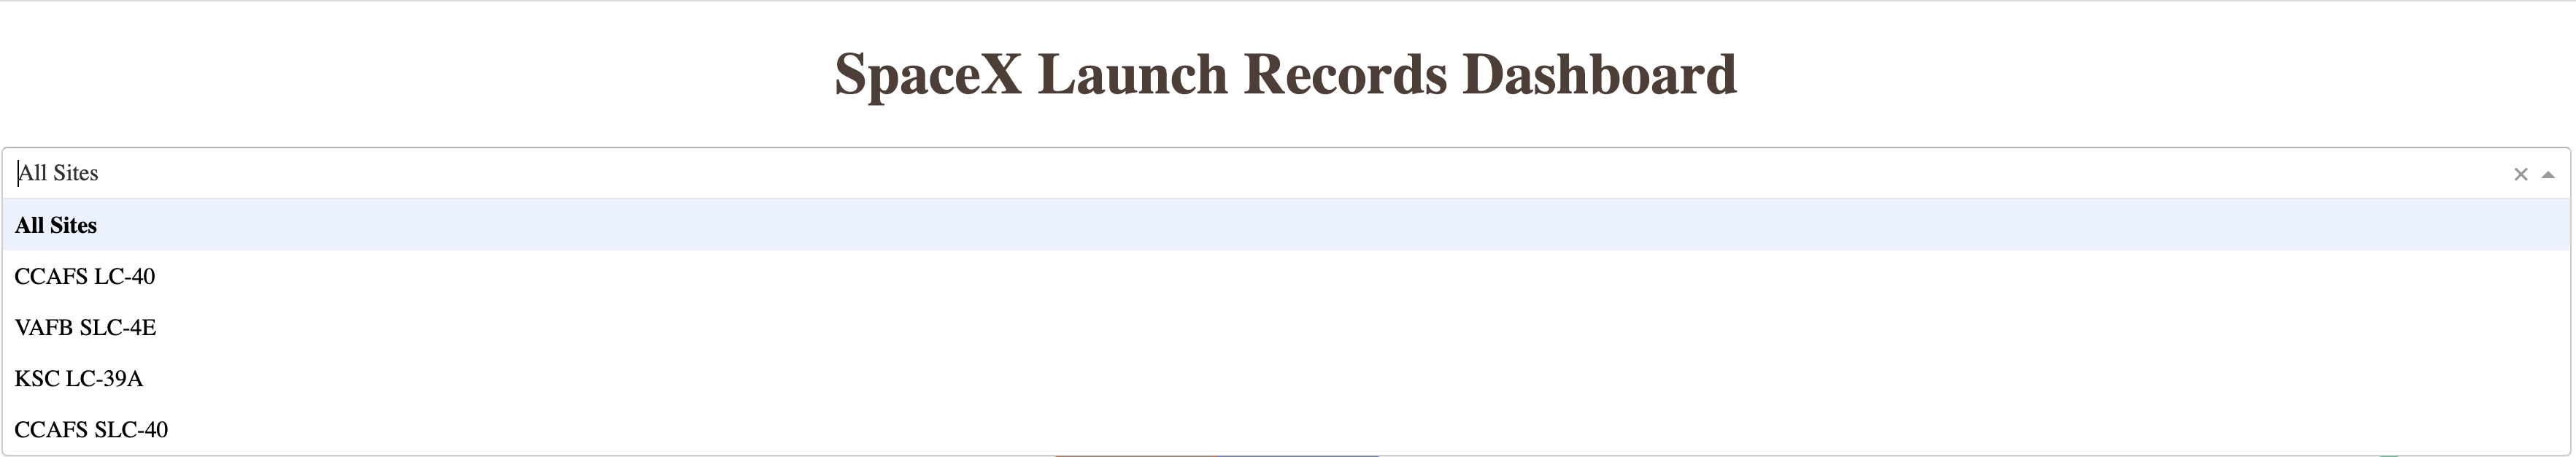 SpaceX Launch Records Dashboard
All Sites
All Sites
CCAFS LC-40
VAFB SLC-4E
KSC LC-39A
CCAFS SLC-40